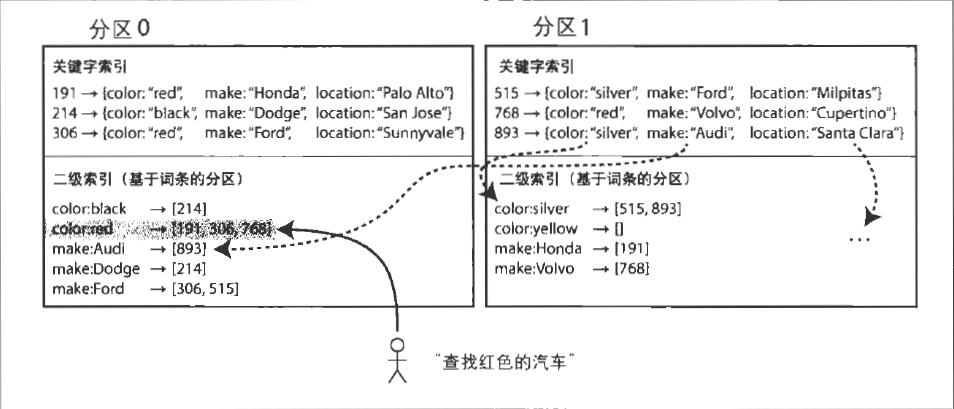 分区 0
关键字索引
191 → {color: “red”, make: “Honda”, location: “Palo Alto”}
214 → {color: “black”, make: “Dodge”, location: “San Jose”}
306 → {color: “red”, make: “Ford”, location: “Sunnyvale”}
二级索引（基于词条的分区）
color:black → [214]
color:red → [191, 306, 768]
make:Audi → [893]
make:Dodge → [214]
make:Ford → [306, 515]
分区 1
关键字索引
515 → {color: “silver”, make: “Ford”, location: “Milpitas”}
768 → {color: “red”, make: “Volvo”, location: “Cupertino”}
893 → {color: “silver”, make: “Audi”, location: “Santa Clara”}
二级索引（基于词条的分区）
color:silver → [515, 893]
color:yellow → []
make:Honda → [191]
make:Volvo → [768]
...
“查找红色的汽车”